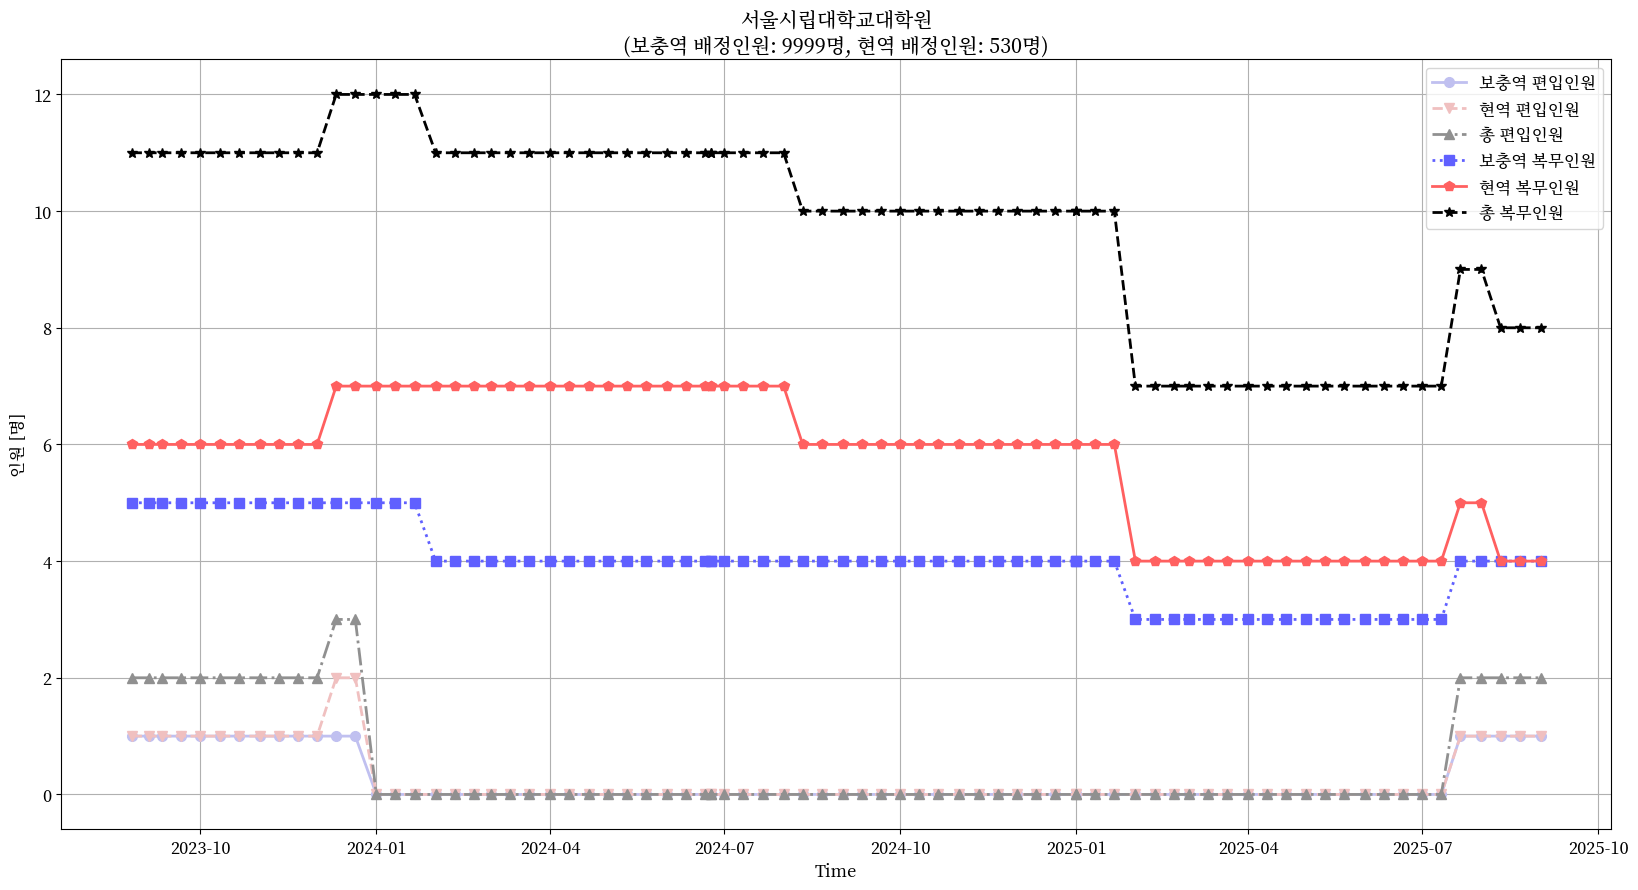 서울시립대학교대학원
(보충역 배정인원: 9999명, 현역 배정인원: 530명)
보충역 편입인원
현역 편입인원
총 편입인원
보충역 복무인원
현역 복무인원
총 복무인원
인원 [명]
12
10
8
6
4
2
0
2023-10
2024-01
2024-04
2024-07
2024-10
2025-01
2025-04
2025-07
2025-10
Time